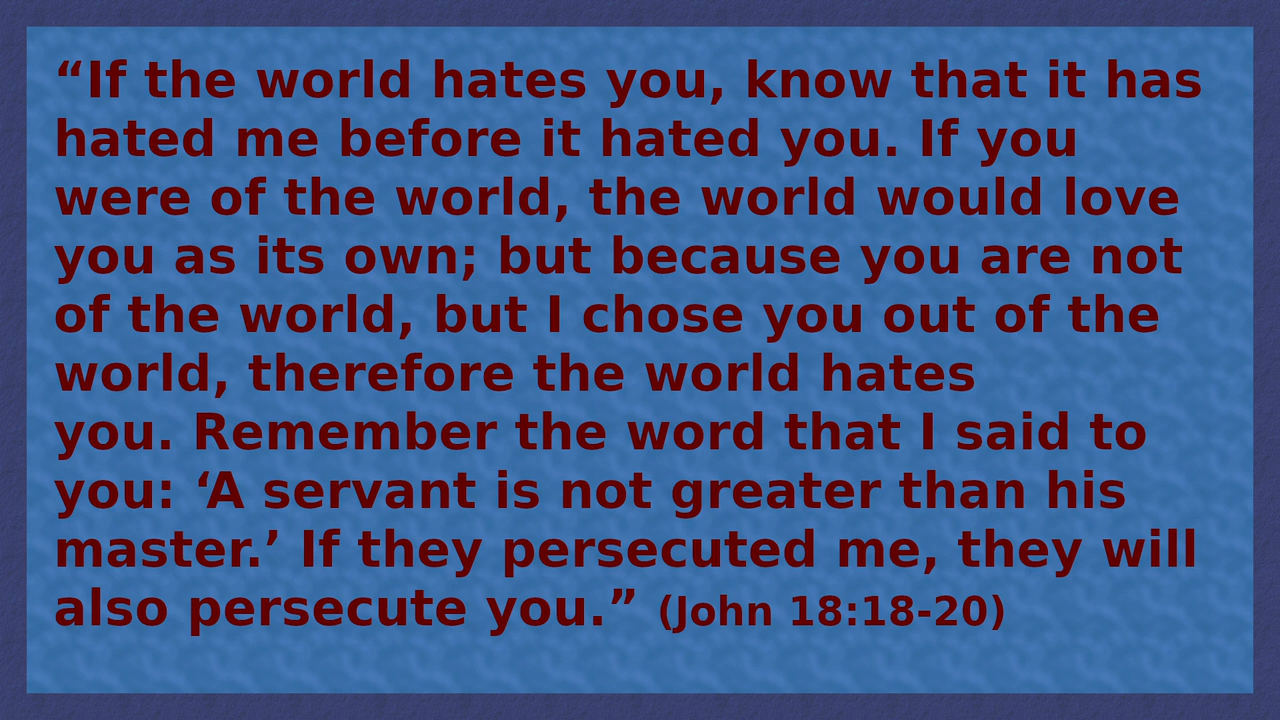 “If the world hates you, know that it has
hated me before it hated you. If you
were of the world, the world would love
you as its own; but because you are not
of the world, but I chose you out of the
world, therefore the world hates
you. Remember the word that I said to
you: ‘A servant is not greater than his
master.’ If they persecuted me, they will
also persecute you.” (John 18:18-20)